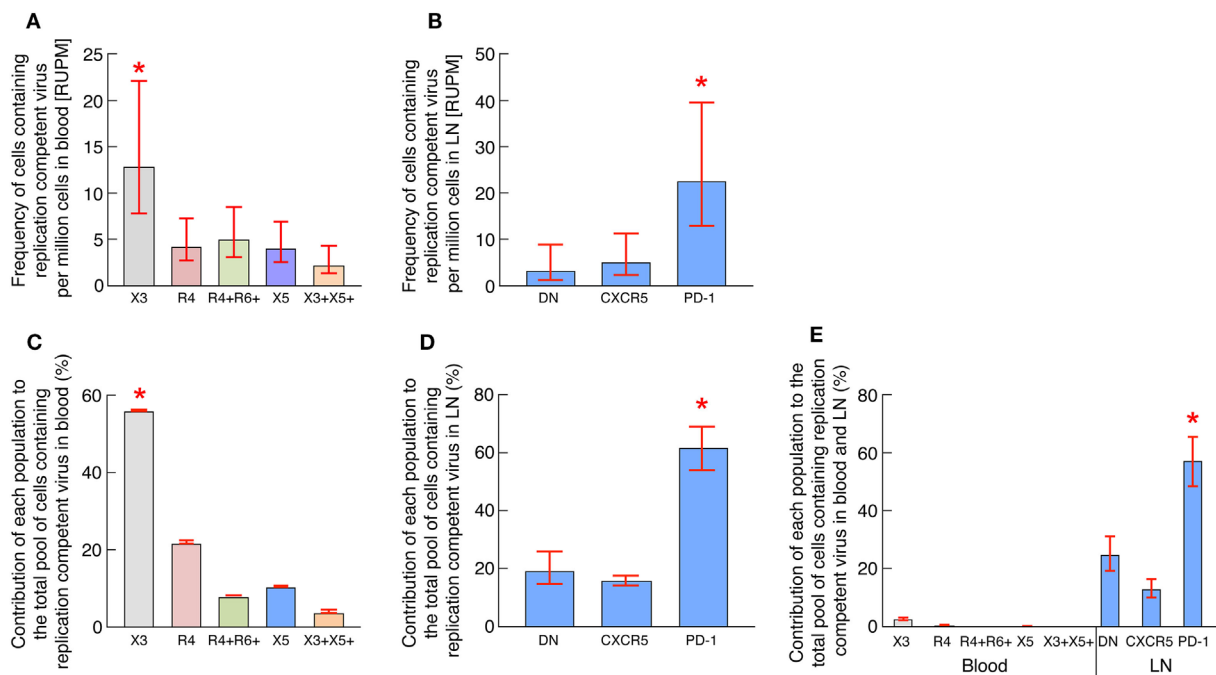 A
Frequency of cells containing
replication competent virus
per million cells in blood [RUPM]
25
20
15
10
5
0
*
X3 R4 R4+R6+ X5 X3+X5+
B
Frequency of cells containing
replication competent virus
per million cells in LN [RUPM]
50
40
30
20
10
0
*
DN CXCR5 PD-1
C
Contribution of each population to
the total pool of cells containing
replication competent virus in blood (%)
60
40
20
0
*
X3 R4 R4+R6+ X5 X3+X5+
D
Contribution of each population to
the total pool of cells containing
replication competent virus in LN (%)
80
60
40
20
0
*
DN CXCR5 PD-1
E
Contribution of each population to the
total pool of cells containing replication
competent virus in blood and LN (%)
80
60
40
20
0
*
X3 R4 R4+R6+ X5 X3+X5+ DN CXCR5 PD-1
Blood LN